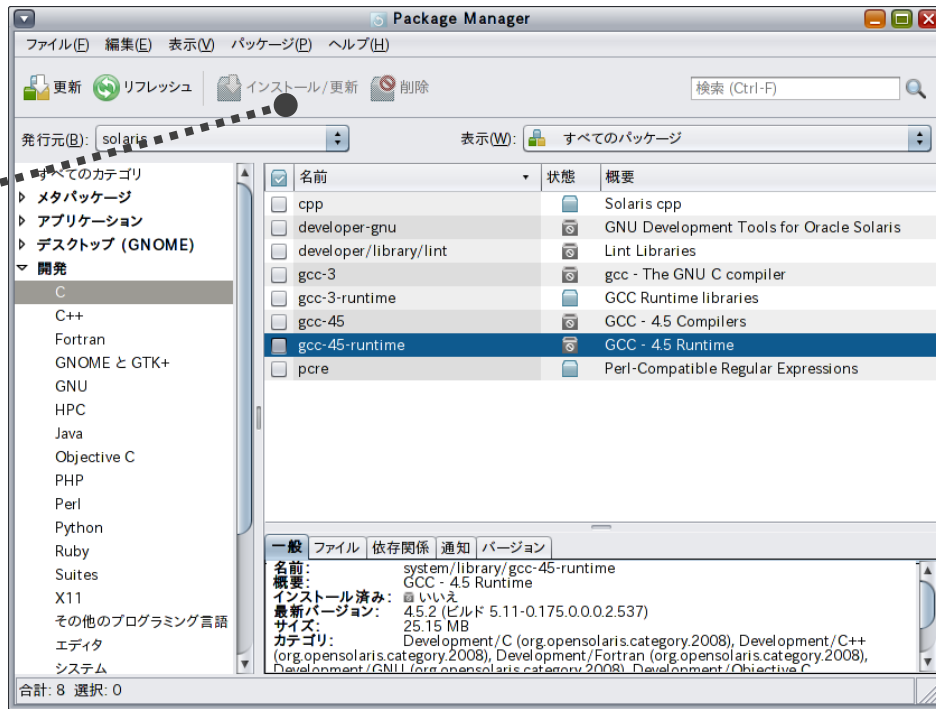 Package Manager
ファイル(F) 編集(E) 表示(V) パッケージ(P) ヘルプ(H)
更新 リフレッシュ インストール/更新 削除 検索 (Ctrl-F)
発行元(B): solaris 表示(W): すべてのパッケージ
すべてのカテゴリ
メタパッケージ
アプリケーション
デスクトップ (GNOME)
開発
C
C++
Fortran
GNOME と GTK+
GNU
HPC
Java
Objective C
PHP
Perl
Python
Ruby
Suites
X11
その他のプログラミング言語
エディタ
システム
名前 状態 概要
cpp Solaris cpp
developer-gnu GNU Development Tools for Oracle Solaris
developer/library/lint Lint Libraries
gcc-3 gcc - The GNU C compiler
gcc-3-runtime GCC Runtime libraries
gcc-45 GCC - 4.5 Compilers
gcc-45-runtime GCC - 4.5 Runtime
pcre Perl-Compatible Regular Expressions
一般 ファイル 依存関係 通知 バージョン
名前: system/library/gcc-45-runtime
概要: GCC - 4.5 Runtime
インストール済み: いいえ
最新バージョン: 4.5.2 (ビルド 5.11-0.175.0.0.0.2.537)
サイズ: 25.15 MB
カテゴリ: Development/C (org.opensolaris.category.2008), Development/C++
(org.opensolaris.category.2008), Development/Fortran (org.opensolaris.category.2008),
Development/GNU (org.opensolaris.category.2008), Development/Objective C
合計: 8 選択: 0